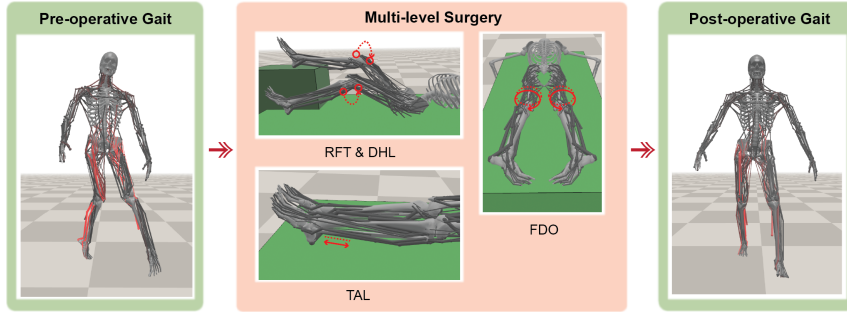 Pre-operative Gait
Multi-level Surgery
RFT & DHL
TAL
FDO
Post-operative Gait